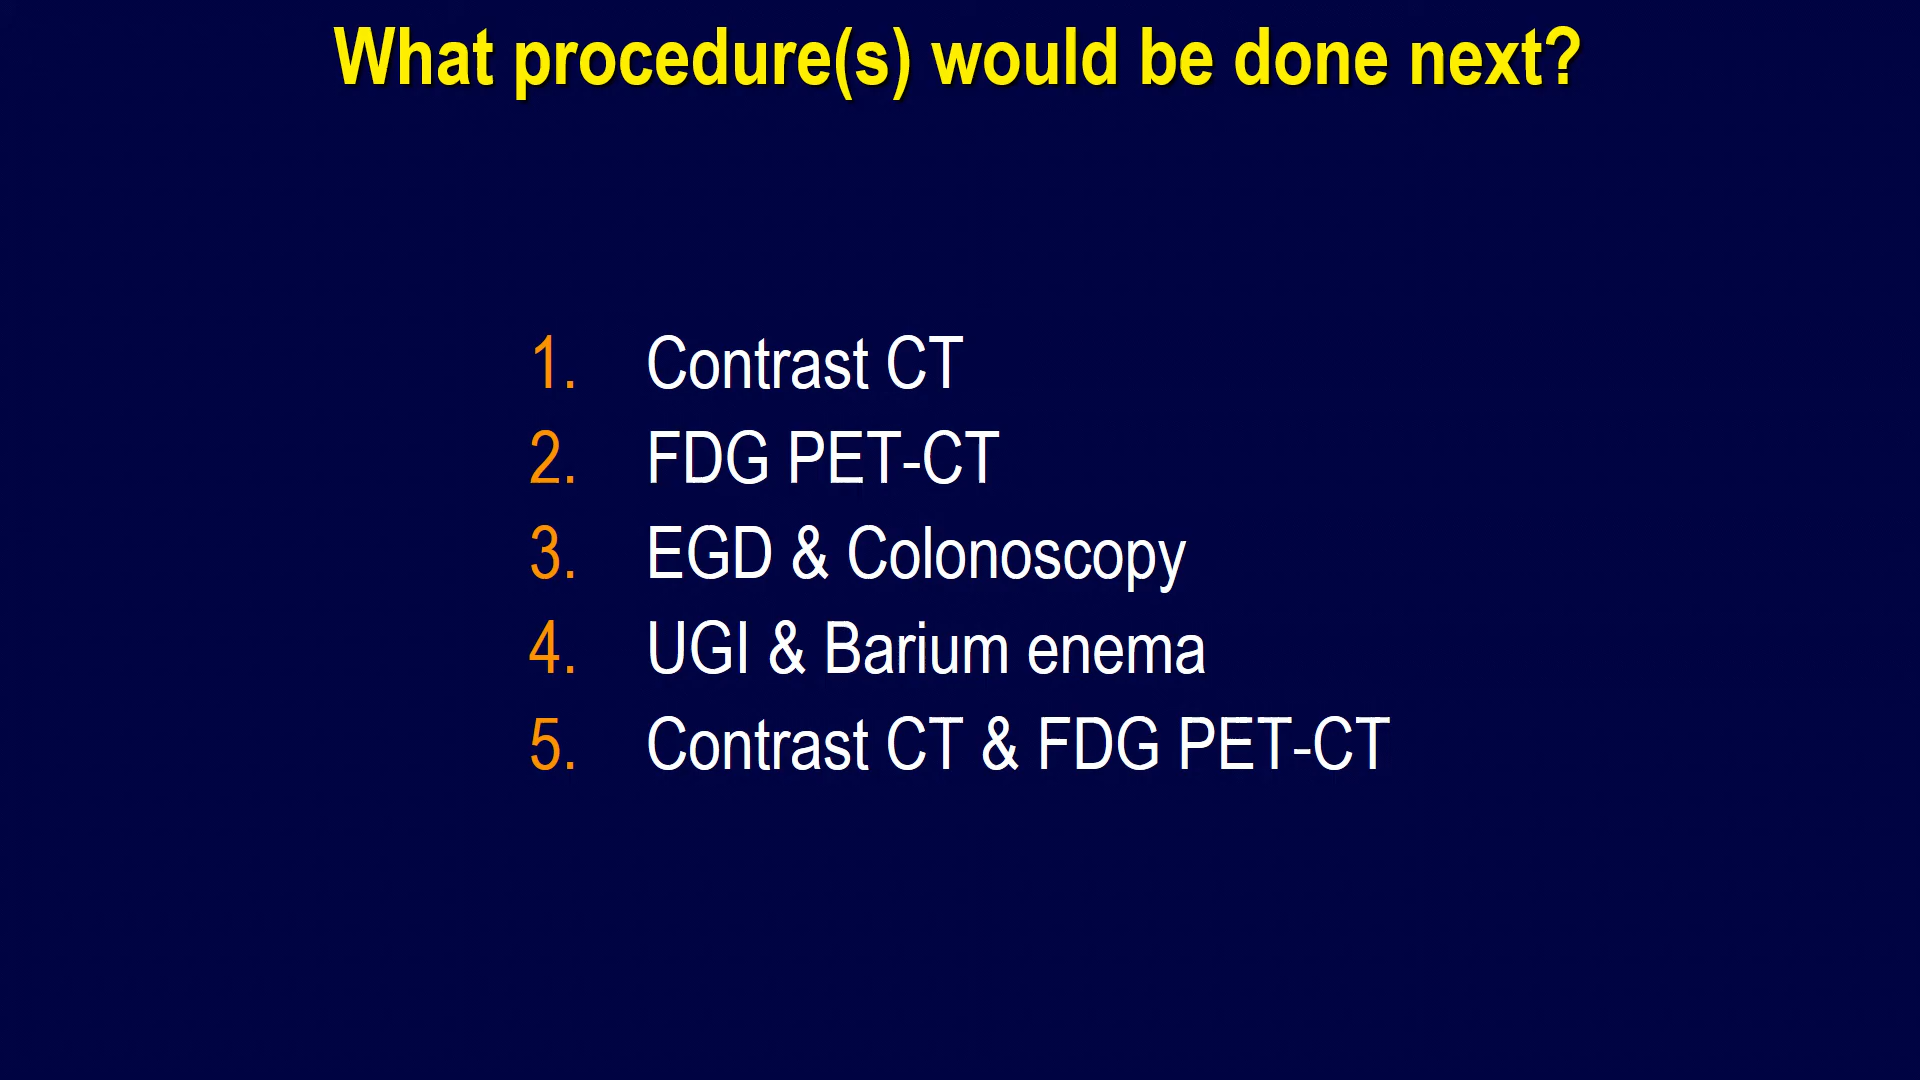 What procedure(s) would be done next?
1. Contrast CT
2. FDG PET-CT
3. EGD & Colonoscopy
4. UGI & Barium enema
5. Contrast CT & FDG PET-CT